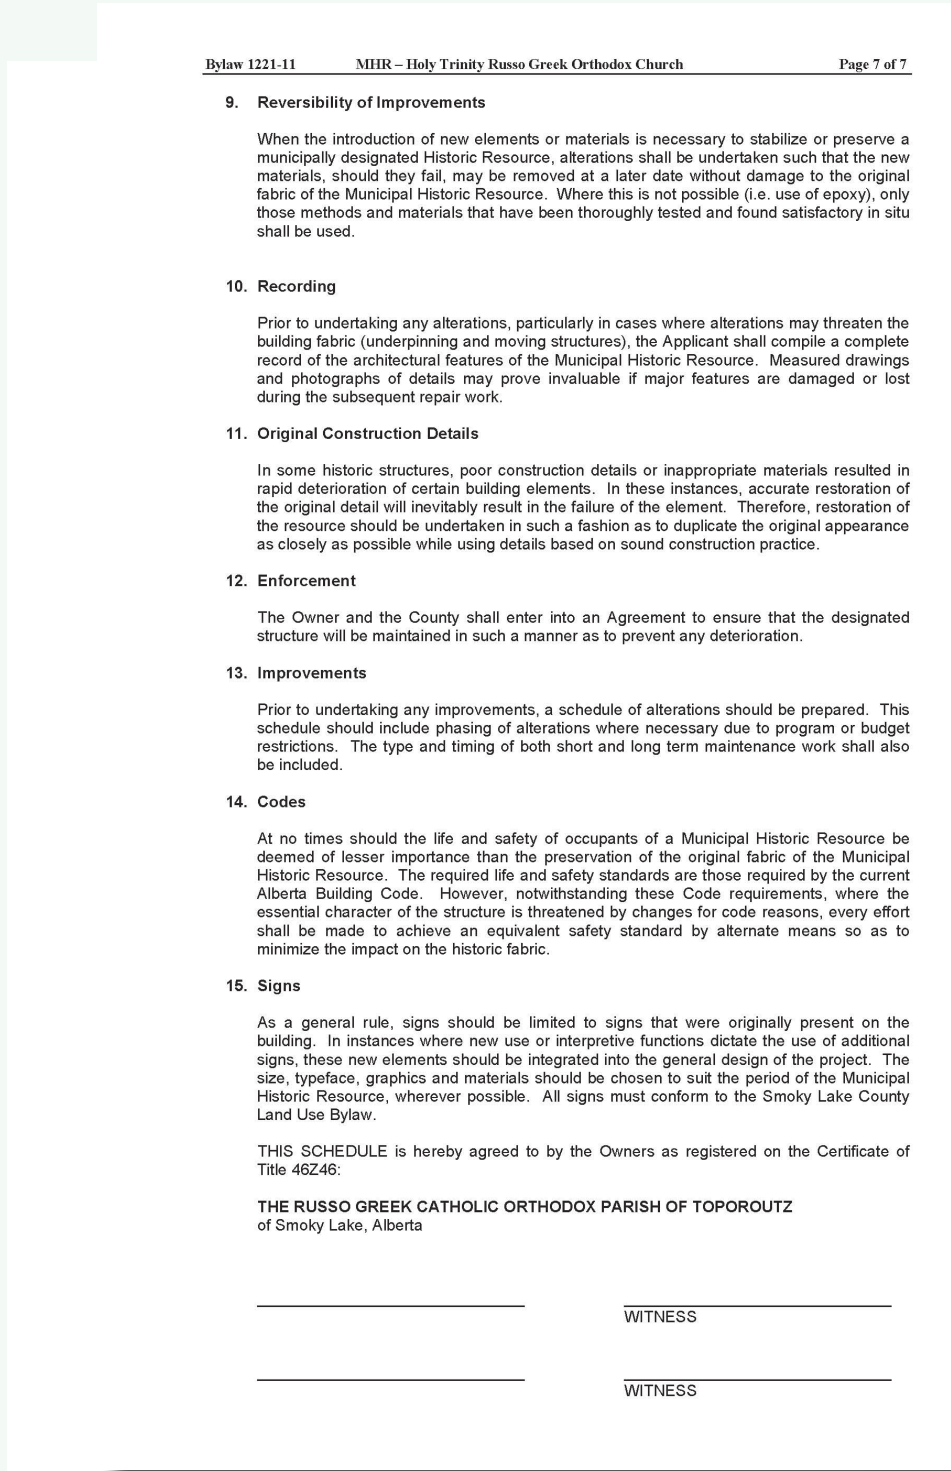 Bylaw 1221-11 MHR – Holy Trinity Russo Greek Orthodox Church Page 7 of 7
9. Reversibility of Improvements
When the introduction of new elements or materials is necessary to stabilize or preserve a
municipally designated Historic Resource, alterations shall be undertaken such that the new
materials, should they fail, may be removed at a later date without damage to the original
fabric of the Municipal Historic Resource. Where this is not possible (i.e. use of epoxy), only
those methods and materials that have been thoroughly tested and found satisfactory in situ
shall be used.
10. Recording
Prior to undertaking any alterations, particularly in cases where alterations may threaten the
building fabric (underpinning and moving structures), the Applicant shall compile a complete
record of the architectural features of the Municipal Historic Resource. Measured drawings
and photographs of details may prove invaluable if major features are damaged or lost
during the subsequent repair work.
11. Original Construction Details
In some historic structures, poor construction details or inappropriate materials resulted in
rapid deterioration of certain building elements. In these instances, accurate restoration of
the original detail will inevitably result in the failure of the element. Therefore, restoration of
the resource should be undertaken in such a fashion as to duplicate the original appearance
as closely as possible while using details based on sound construction practice.
12. Enforcement
The Owner and the County shall enter into an Agreement to ensure that the designated
structure will be maintained in such a manner as to prevent any deterioration.
13. Improvements
Prior to undertaking any improvements, a schedule of alterations should be prepared. This
schedule should include phasing of alterations where necessary due to program or budget
restrictions. The type and timing of both short and long term maintenance work shall also
be included.
14. Codes
At no times should the life and safety of occupants of a Municipal Historic Resource be
deemed of lesser importance than the preservation of the original fabric of the Municipal
Historic Resource. The required life and safety standards are those required by the current
Alberta Building Code. However, notwithstanding these Code requirements, where the
essential character of the structure is threatened by changes for code reasons, every effort
shall be made to achieve an equivalent safety standard by alternate means so as to
minimize the impact on the historic fabric.
15. Signs
As a general rule, signs should be limited to signs that were originally present on the
building. In instances where new use or interpretive functions dictate the use of additional
signs, these new elements should be integrated into the general design of the project. The
size, typeface, graphics and materials should be chosen to suit the period of the Municipal
Historic Resource, wherever possible. All signs must conform to the Smoky Lake County
Land Use Bylaw.
THIS SCHEDULE is hereby agreed to by the Owners as registered on the Certificate of
Title 46Z46:
THE RUSSO GREEK CATHOLIC ORTHODOX PARISH OF TOPOROUTZ
of Smoky Lake, Alberta
WITNESS
WITNESS